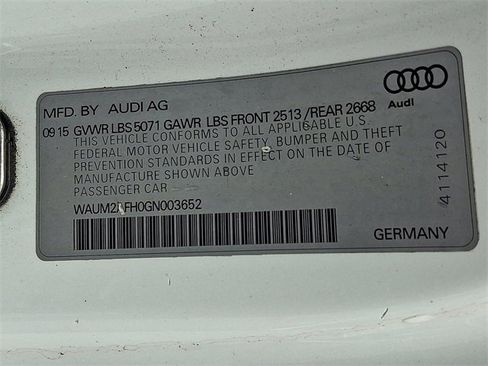 MFD. BY AUDI AG
09 15 GVWR LBS 5071 GAWR LBS FRONT 2513 / REAR 2668
THIS VEHICLE CONFORMS TO ALL APPLICABLE U.S.
FEDERAL MOTOR VEHICLE SAFETY, BUMPER AND THEFT
PREVENTION STANDARDS IN EFFECT ON THE DATE OF
MANUFACTURE SHOWN ABOVE
PASSENGER CAR
Audi
4114120
GERMANY